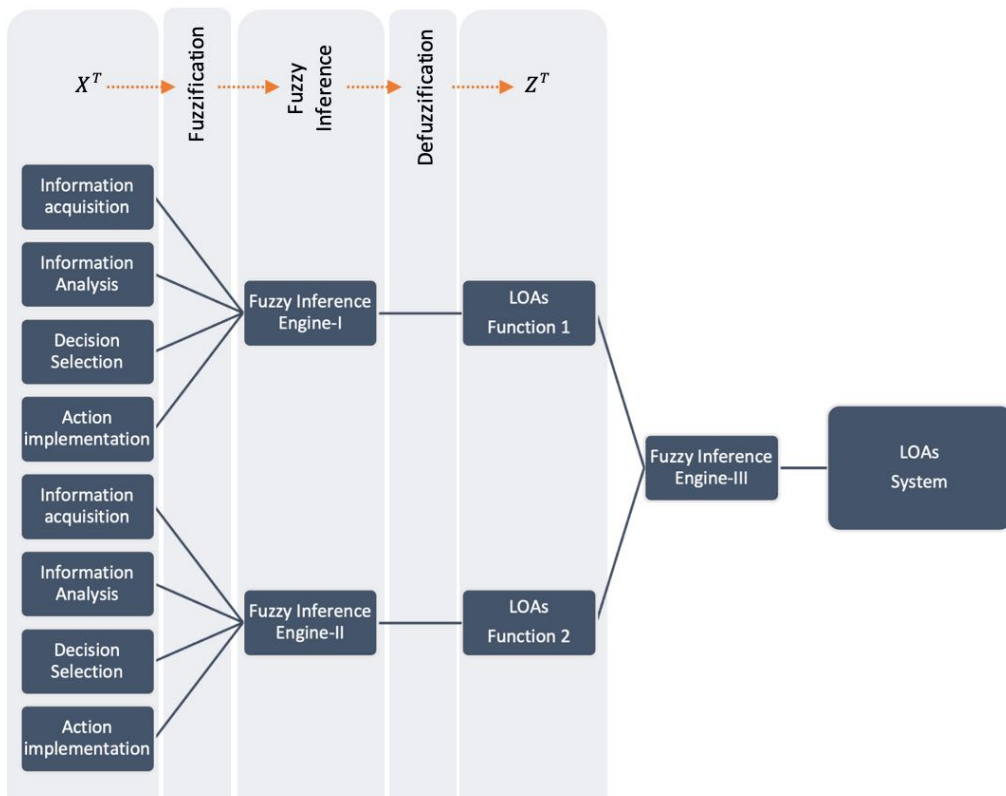 X^T
Fuzzification
Fuzzy
Inference
Defuzzification
Z^T
Information
acquisition
Information
Analysis
Decision
Selection
Action
implementation
Fuzzy Inference
Engine-I
LOAs
Function 1
Information
acquisition
Information
Analysis
Decision
Selection
Action
implementation
Fuzzy Inference
Engine-II
LOAs
Function 2
Fuzzy Inference
Engine-III
LOAs
System